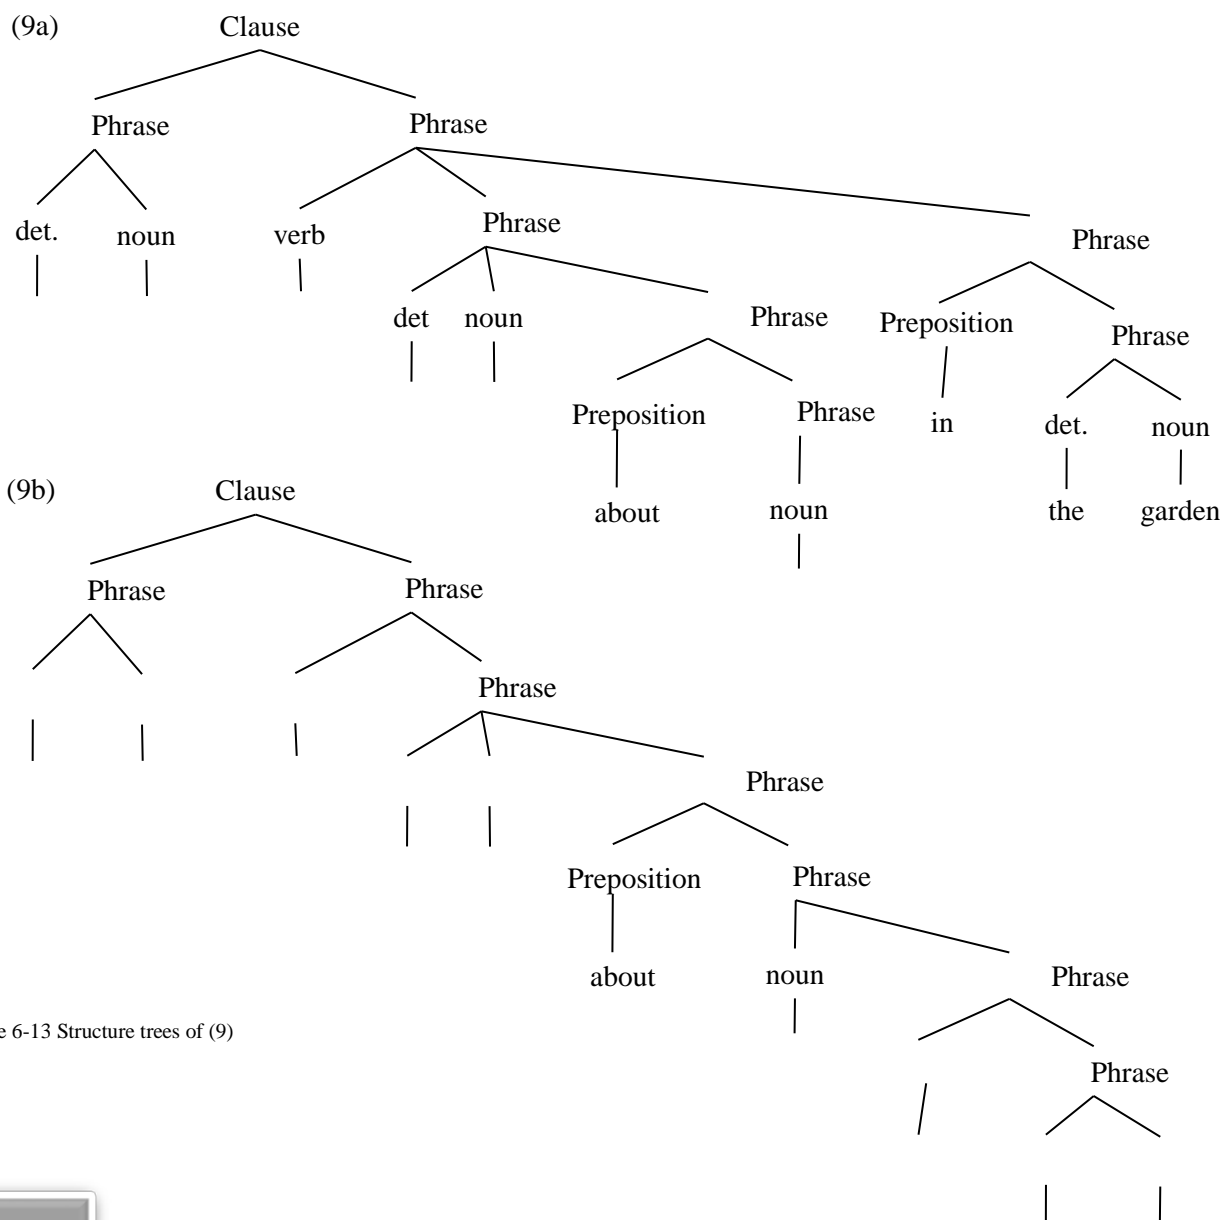 (9a) Clause
Phrase Phrase
det. noun verb Phrase Phrase
det noun Phrase Preposition Phrase
Preposition Phrase in det. noun
about noun the garden
(9b) Clause
Phrase Phrase
Phrase
Phrase
Preposition Phrase
about noun Phrase
e 6-13 Structure trees of (9)
Phrase